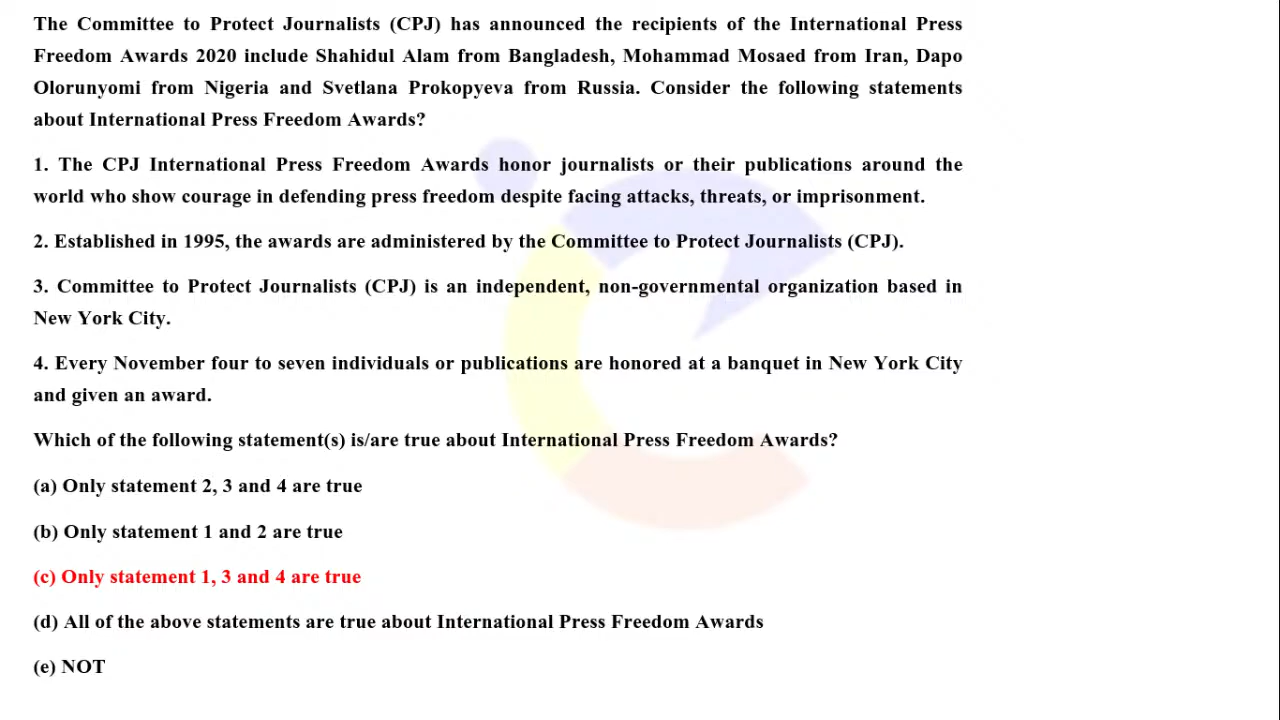 The Committee to Protect Journalists (CPJ) has announced the recipients of the International Press
Freedom Awards 2020 include Shahidul Alam from Bangladesh, Mohammad Mosaed from Iran, Dapo
Olorunyomi from Nigeria and Svetlana Prokopyeva from Russia. Consider the following statements
about International Press Freedom Awards?
1. The CPJ International Press Freedom Awards honor journalists or their publications around the
world who show courage in defending press freedom despite facing attacks, threats, or imprisonment.
2. Established in 1995, the awards are administered by the Committee to Protect Journalists (CPJ).
3. Committee to Protect Journalists (CPJ) is an independent, non-governmental organization based in
New York City.
4. Every November four to seven individuals or publications are honored at a banquet in New York City
and given an award.
Which of the following statement(s) is/are true about International Press Freedom Awards?
(a) Only statement 2, 3 and 4 are true
(b) Only statement 1 and 2 are true
(c) Only statement 1, 3 and 4 are true
(d) All of the above statements are true about International Press Freedom Awards
(e) NOT